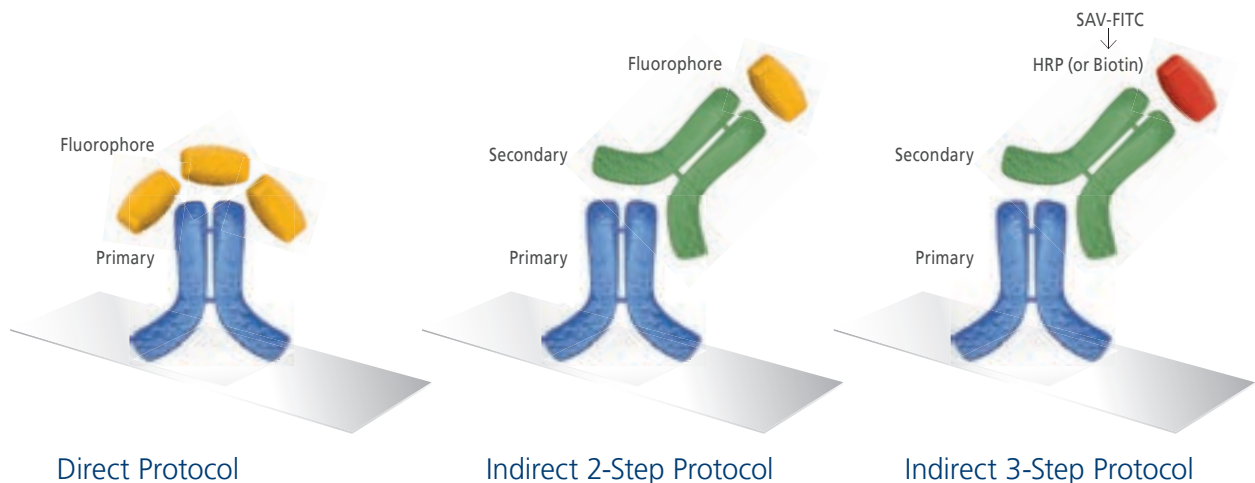 Fluorophore
Primary
Direct Protocol
Fluorophore
Secondary
Primary
Indirect 2-Step Protocol
SAV-FITC
HRP (or Biotin)
Secondary
Primary
Indirect 3-Step Protocol